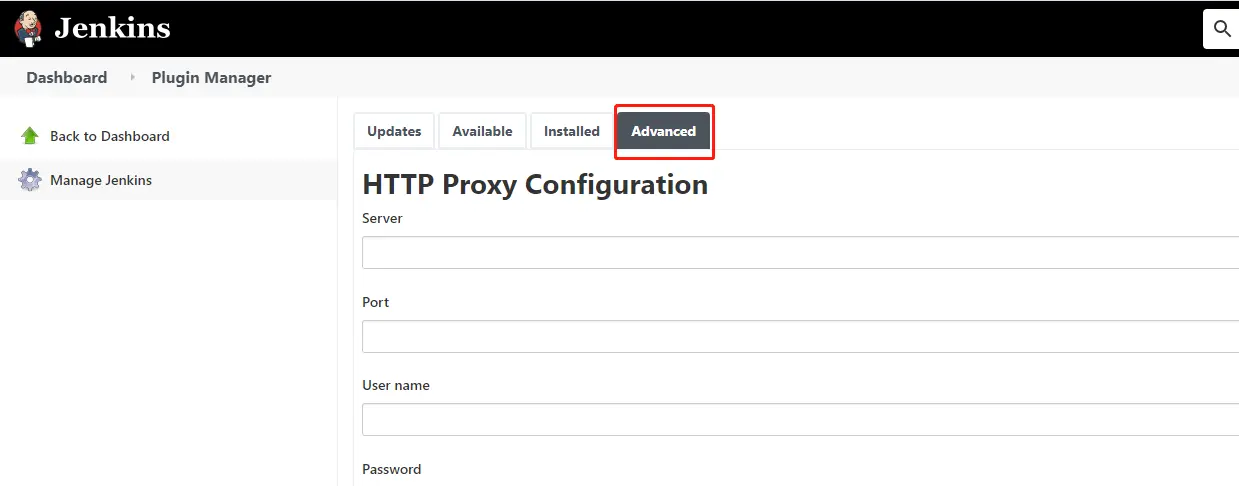 Jenkins
Dashboard Plugin Manager
Back to Dashboard
Manage Jenkins
Updates Available Installed Advanced
HTTP Proxy Configuration
Server
Port
User name
Password